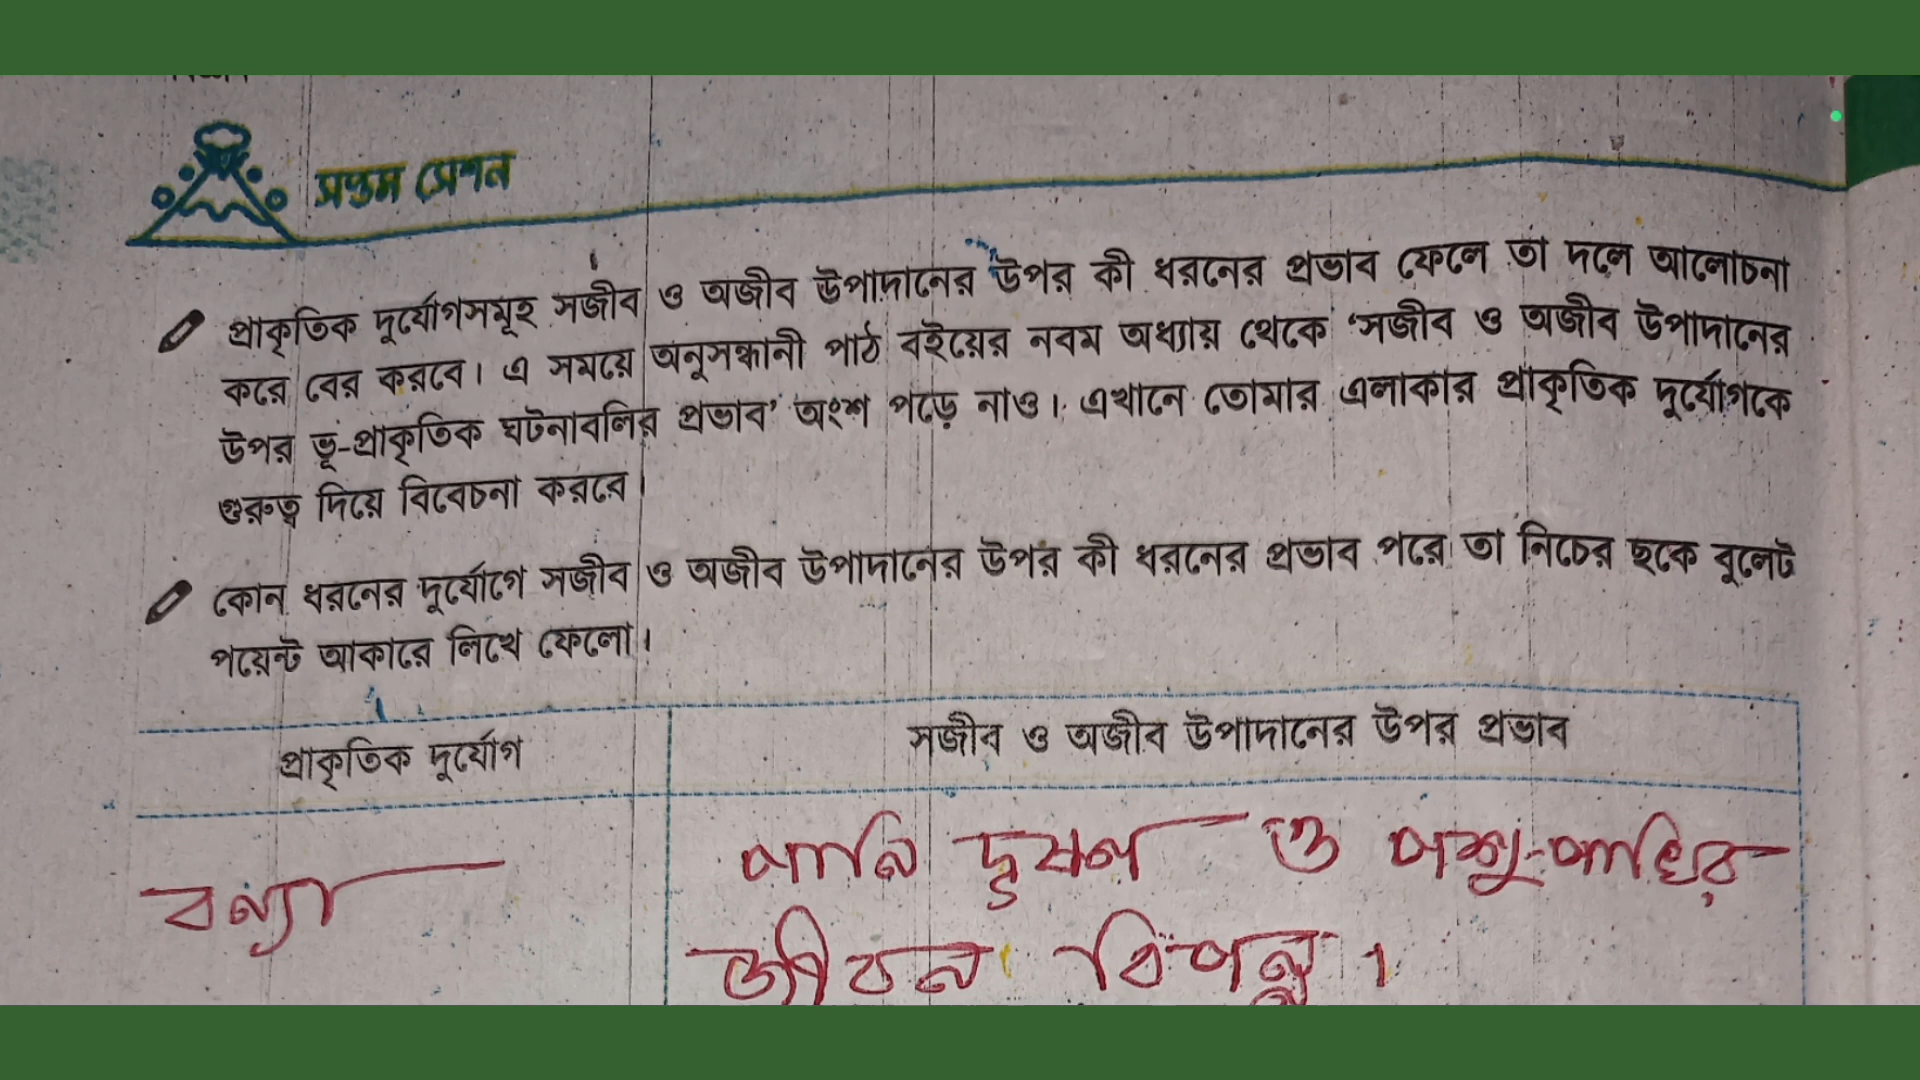 সপ্তম সেশন
প্রাকৃতিক দুর্যোগসমূহ সজীব ও অজীব উপাদানের উপর কী ধরনের প্রভাব ফেলে তা দলে আলোচনা
করে বের করবে। এ সময়ে অনুসন্ধানী পাঠ বইয়ের নবম অধ্যায় থেকে ‘সজীব ও অজীব উপাদানের
উপর ভূ-প্রাকৃতিক ঘটনাবলির প্রভাব’ অংশ পড়ে নাও। এখানে তোমার এলাকার প্রাকৃতিক দুর্যোগকে
গুরুত্ব দিয়ে বিবেচনা করবে।
কোন ধরনের দুর্যোগে সজীব ও অজীব উপাদানের উপর কী ধরনের প্রভাব পরে তা নিচের ছকে বুলেট
পয়েন্ট আকারে লিখে ফেলো।
প্রাকৃতিক দুর্যোগ সজীব ও অজীব উপাদানের উপর প্রভাব
বন্যা পানি দূষণ ও পশু-পাখির
জীবন বিপন্ন।